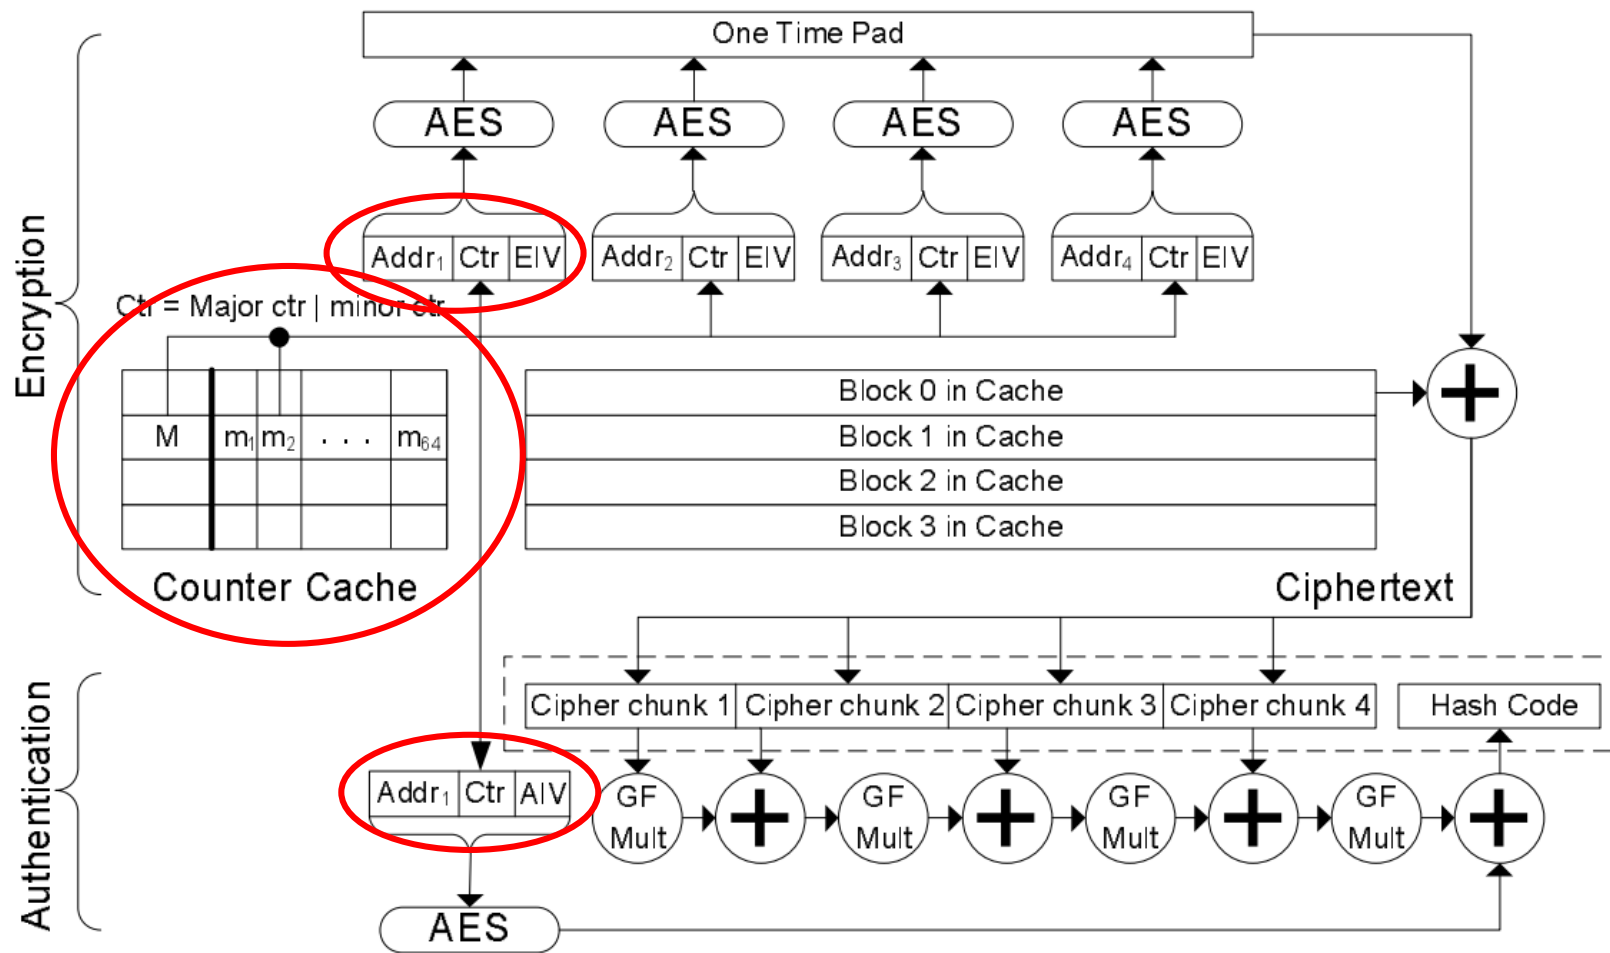 One Time Pad
AES AES AES AES
Addr₁ Ctr EIV Addr₂ Ctr EIV Addr₃ Ctr EIV Addr₄ Ctr EIV
Encryption
Ctr = Major ctr | minor ctr
Block 0 in Cache
M m₁ m₂ . . . m₆₄
Block 1 in Cache
Block 2 in Cache
Block 3 in Cache
Counter Cache
Ciphertext
Authentication
Cipher chunk 1 Cipher chunk 2 Cipher chunk 3 Cipher chunk 4 Hash Code
Addr₁ Ctr AIV
GF Mult
GF Mult
GF Mult
GF Mult
AES